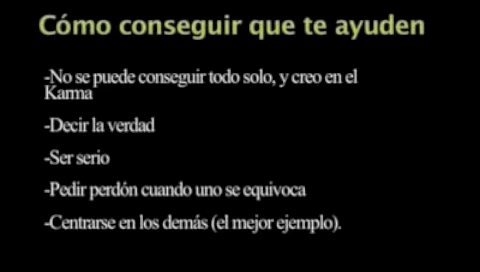 Cómo conseguir que te ayuden
-No se puede conseguir todo solo, y creo en el
Karma
-Decir la verdad
-Ser serio
-Pedir perdón cuando uno se equivoca
-Centrarse en los demás (el mejor ejemplo).